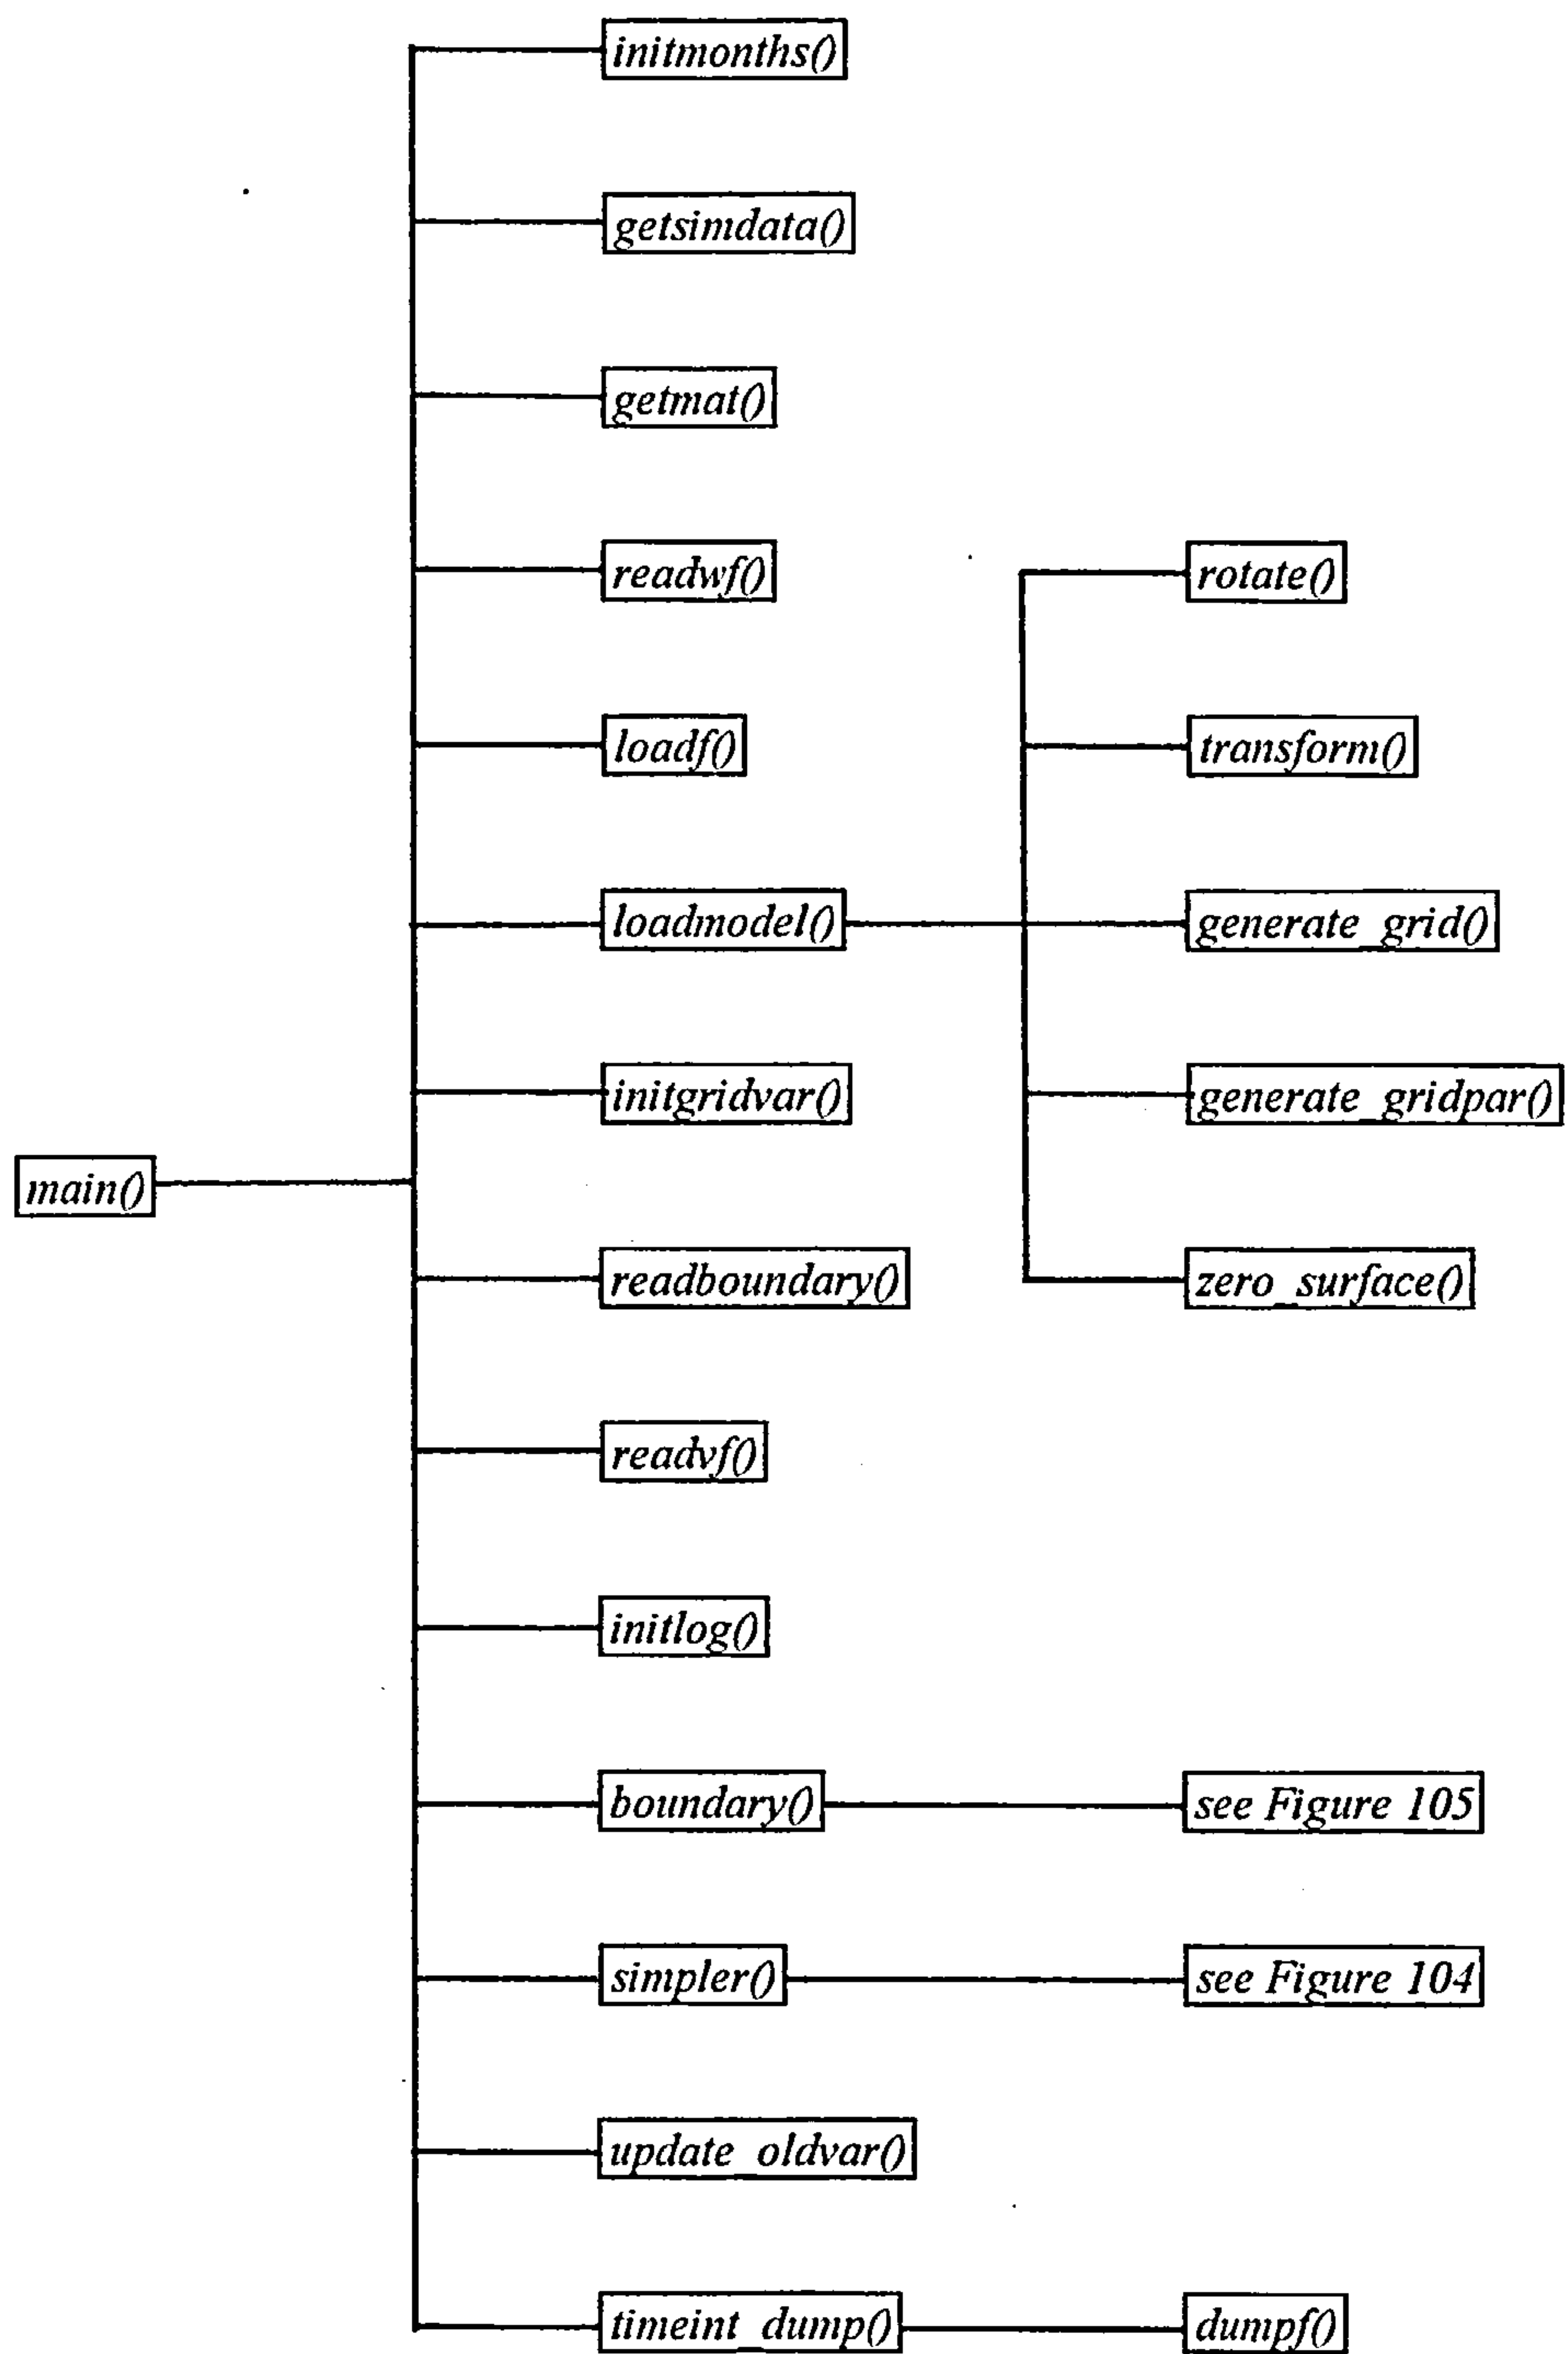 initmonths()
getsimdata()
getmat()
readwf()
rotate()
loadf()
transform()
loadmodel()
generate_grid()
initgridvar()
generate_gridpar()
main()
readboundary()
zero_surface()
readvf()
initlog()
boundary()
see Figure 105
simpler()
see Figure 104
update_oldvar()
timeint_dump()
dumpf()